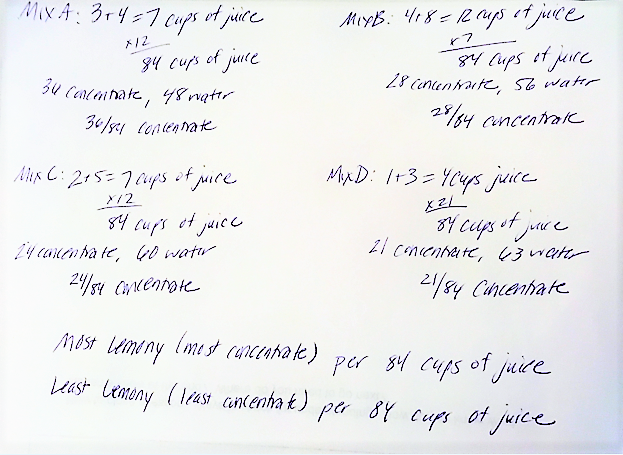 Mix A: 3+4=7 cups of juice
x12
84 cups of juice
36 concentrate, 48 water
36/84 concentrate
Mix B: 4+8=12 cups of juice
x7
84 cups of juice
28 concentrate, 56 water
28/84 concentrate
Mix C: 2+5=7 cups of juice
x12
84 cups of juice
24 concentrate, 60 water
24/84 concentrate
Mix D: 1+3=4 cups juice
x21
84 cups of juice
21 concentrate, 63 water
21/84 concentrate
Most Lemony (most concentrate) per 84 cups of juice
Least Lemony (least concentrate) per 84 cups of juice